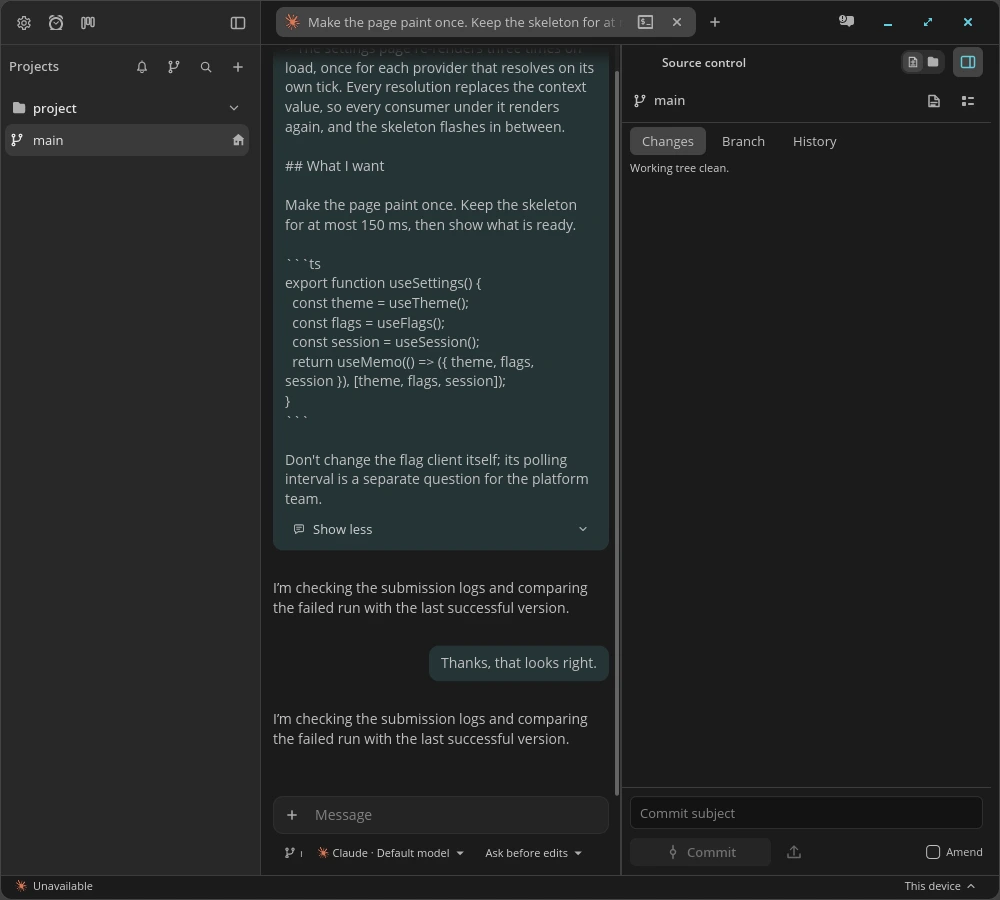 Make the page paint once. Keep the skeleton for at
Projects
project
main
The settings page re-renders three times on
load, once for each provider that resolves on its
own tick. Every resolution replaces the context
value, so every consumer under it renders
again, and the skeleton flashes in between.
## What I want
Make the page paint once. Keep the skeleton
for at most 150 ms, then show what is ready.
```ts
export function useSettings() {
const theme = useTheme();
const flags = useFlags();
const session = useSession();
return useMemo(() => ({ theme, flags,
session }), [theme, flags, session]);
}
```
Don't change the flag client itself; its polling
interval is a separate question for the platform
team.
Show less
I'm checking the submission logs and comparing
the failed run with the last successful version.
Thanks, that looks right.
I'm checking the submission logs and comparing
the failed run with the last successful version.
Message
Claude · Default model
Ask before edits
Source control
main
Changes Branch History
Working tree clean.
Commit subject
Commit
Amend
Unavailable
This device